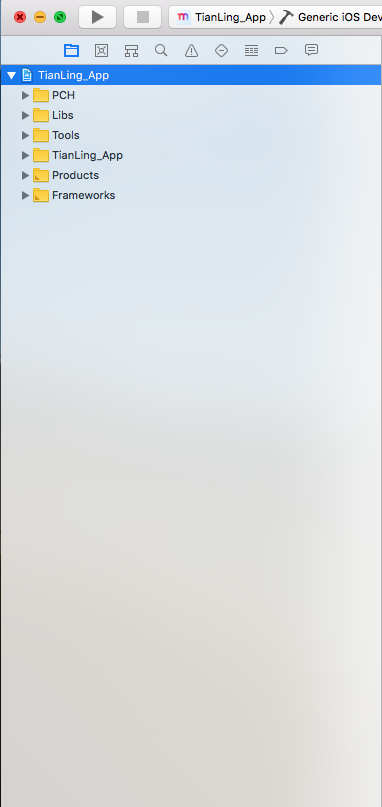 TianLing_App Generic iOS Dev
TianLing_App
PCH
Libs
Tools
TianLing_App
Products
Frameworks